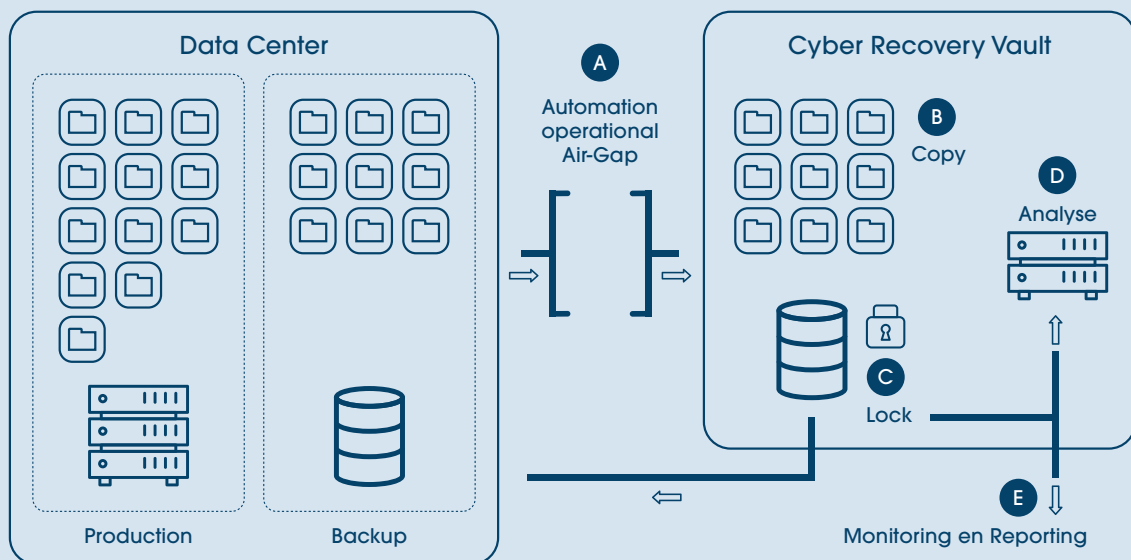 Data Center
Production
Backup
A
Automation
operational
Air-Gap
Cyber Recovery Vault
B
Copy
C
Lock
D
Analyse
E
Monitoring en Reporting